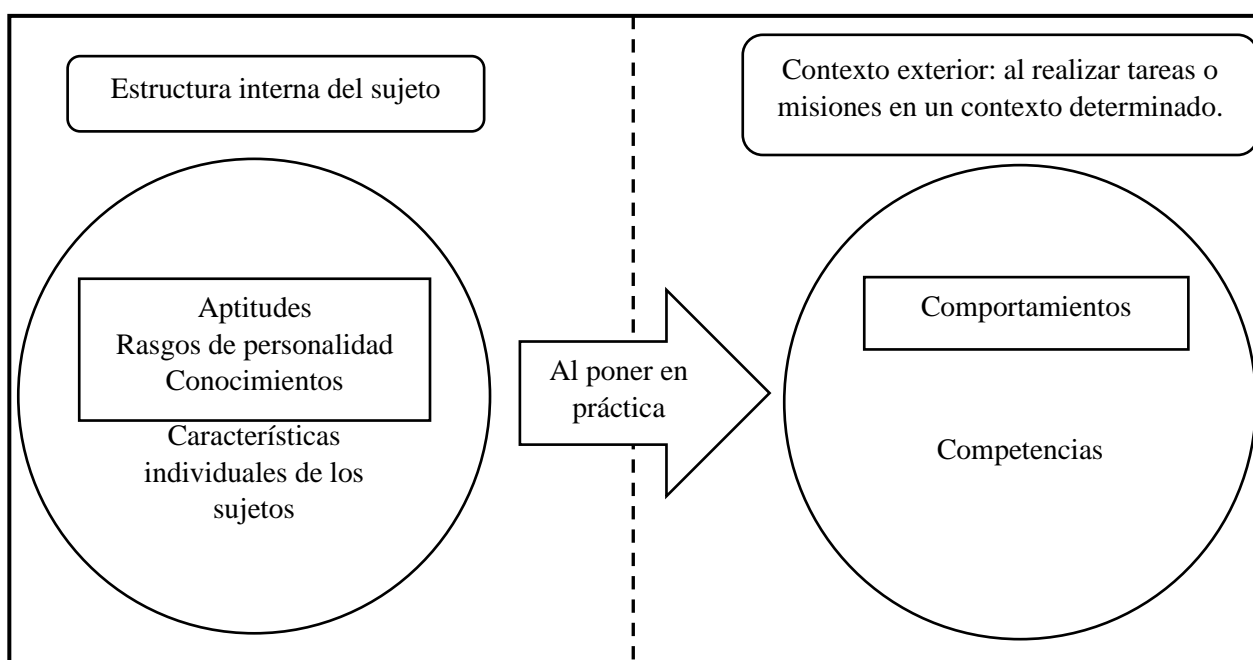 Estructura interna del sujeto
Contexto exterior: al realizar tareas o
misiones en un contexto determinado.
Aptitudes
Rasgos de personalidad
Conocimientos
Características
individuales de los
sujetos
Al poner en
práctica
Comportamientos
Competencias